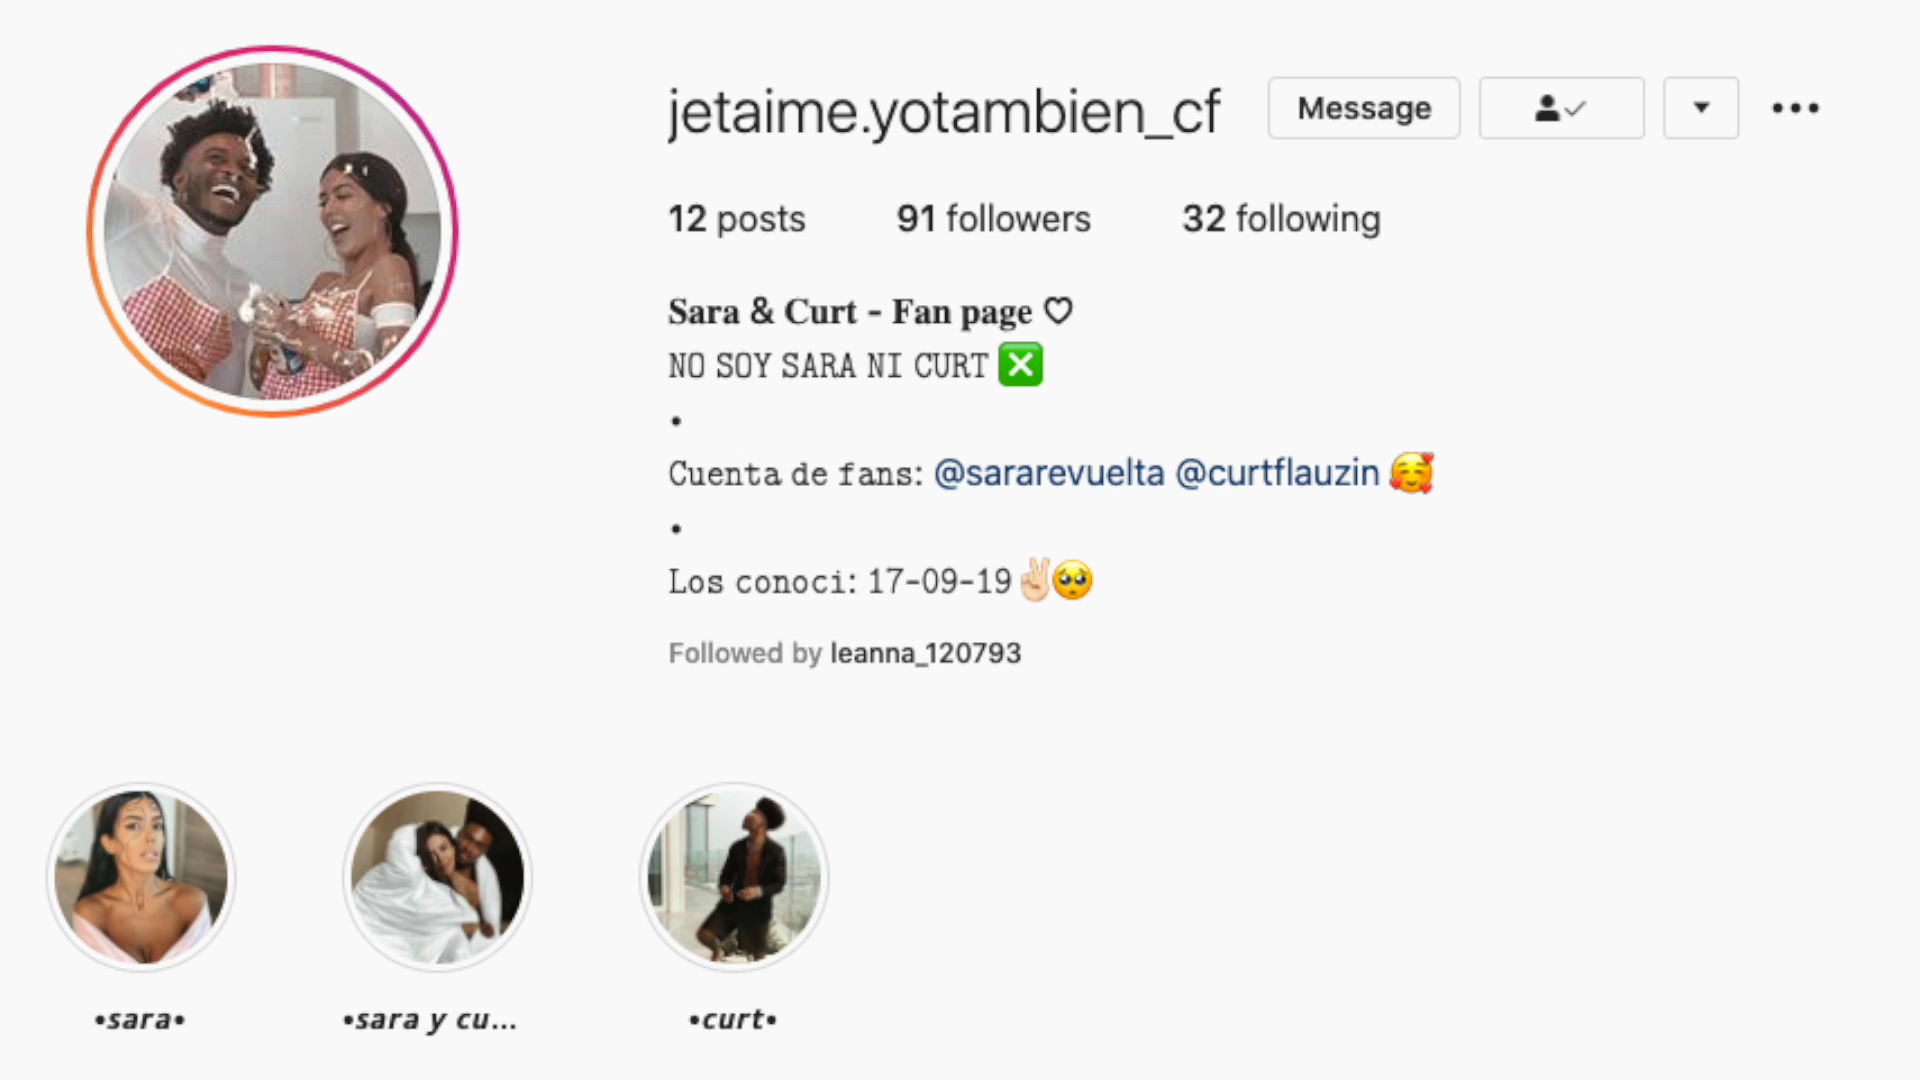 jetaime.yotambien_cf Message
12 posts 91 followers 32 following
Sara & Curt - Fan page ♡
NO SOY SARA NI CURT ❎
•
Cuenta de fans: @sararevuelta @curtflauzin 🥰
•
Los conoci: 17-09-19✌🏻🥺
Followed by leanna_120793
•sara• •sara y cu... •curt•